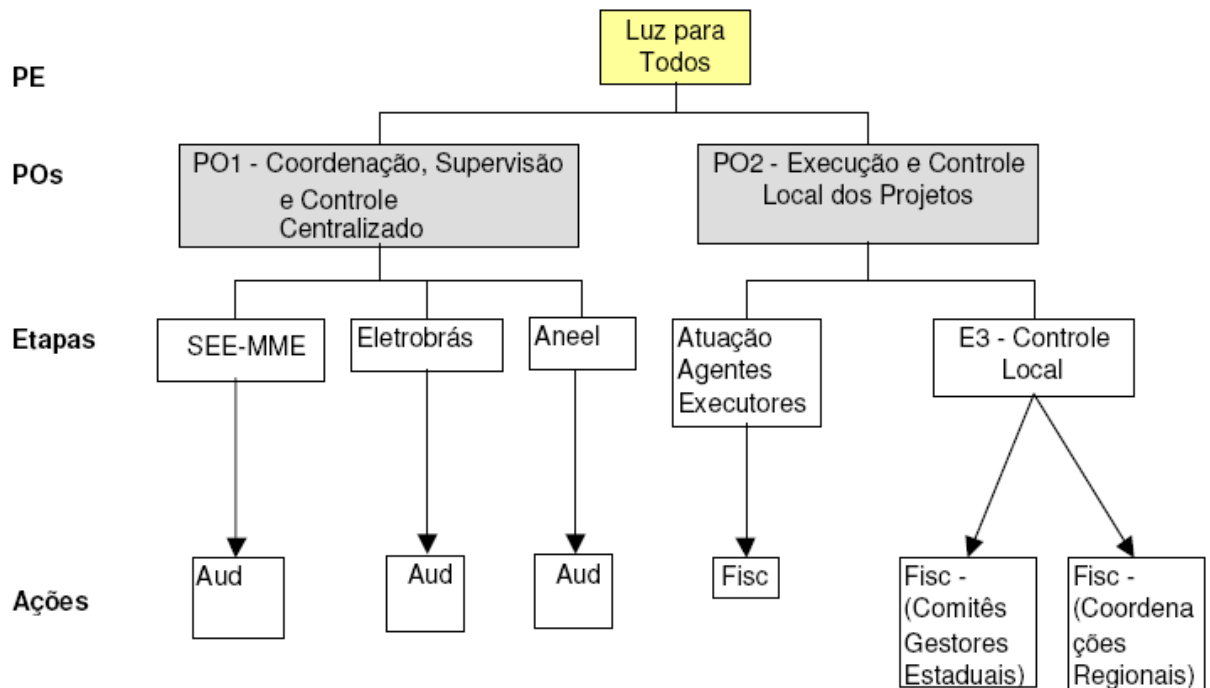 Luz para
Todos
PE
POs
PO1 - Coordenação, Supervisão
e Controle
Centralizado
PO2 - Execução e Controle
Local dos Projetos
Etapas
SEE-MME
Eletrobrás
Aneel
Atuação
Agentes
Executores
E3 - Controle
Local
Ações
Aud
Aud
Aud
Fisc
Fisc -
(Comitês
Gestores
Estaduais)
Fisc -
(Coordena
ções
Regionais)